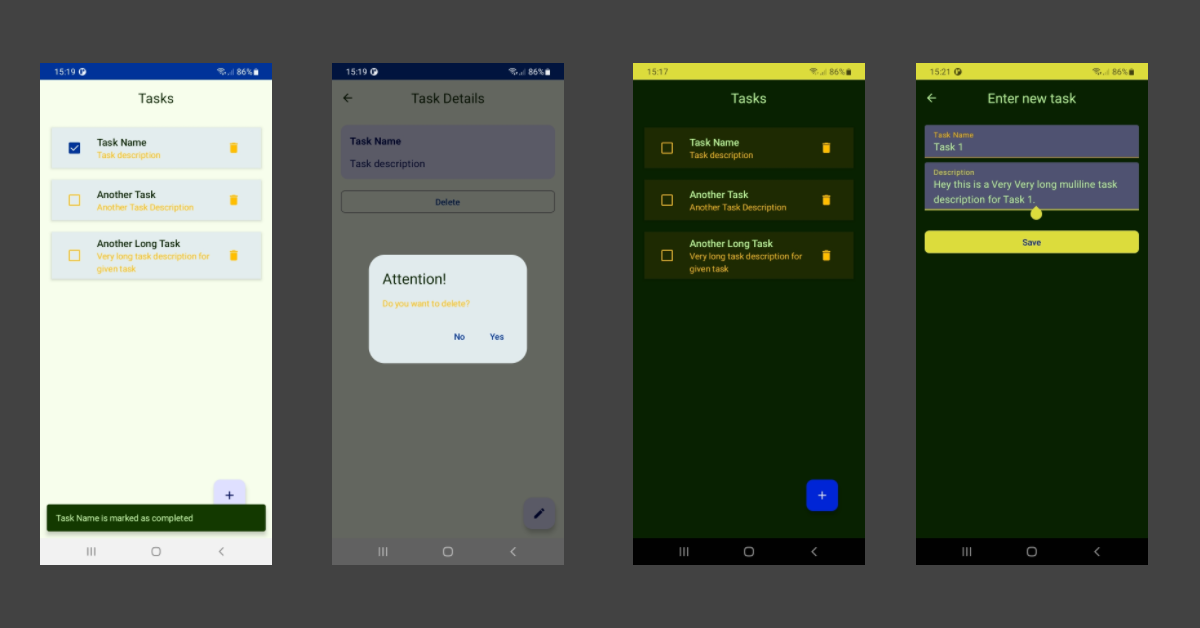 15:19
86%
Tasks
Task Name
Task description
Another Task
Another Task Description
Another Long Task
Very long task description for
given task
+
Task Name is marked as completed
15:19
86%
Task Details
Task Name
Task description
Delete
Attention!
Do you want to delete?
No Yes
15:17
86%
Tasks
Task Name
Task description
Another Task
Another Task Description
Another Long Task
Very long task description for
given task
+
15:21
86%
Enter new task
Task Name
Task 1
Description
Hey this is a Very Very long muliline task
description for Task 1.
Save